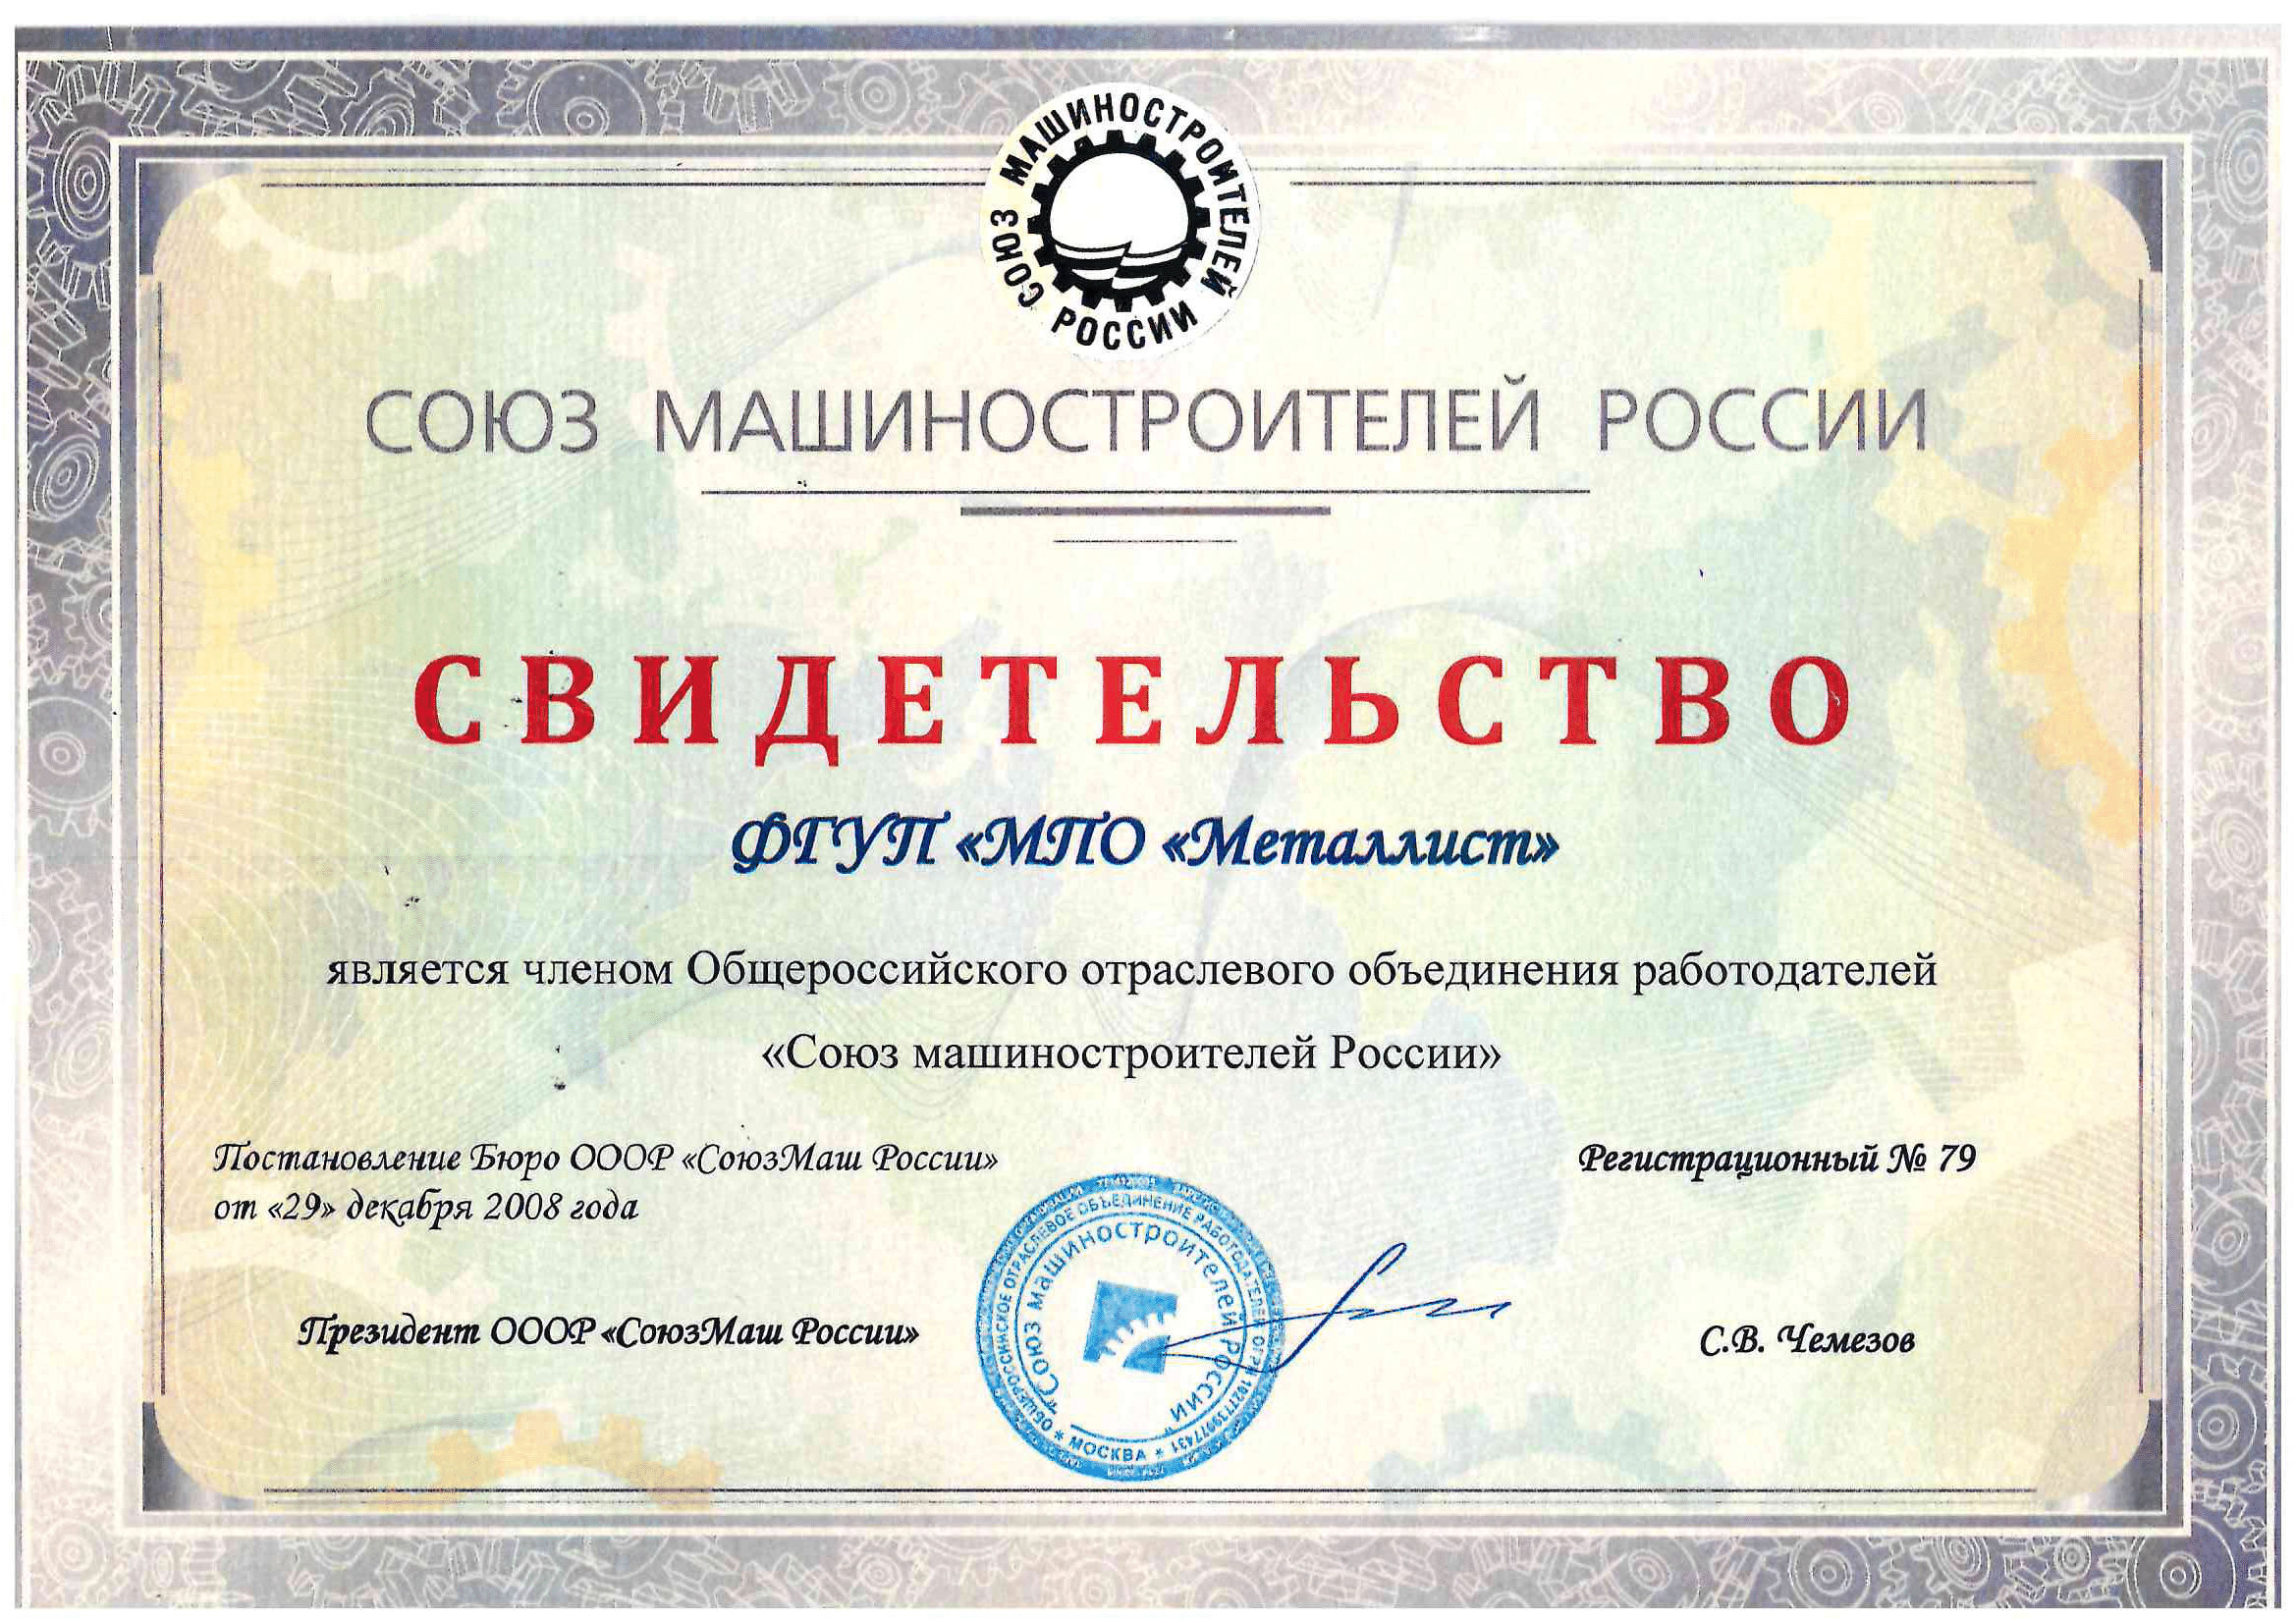 СОЮЗ МАШИНОСТРОИТЕЛЕЙ РОССИИ
СОЮЗ МАШИНОСТРОИТЕЛЕЙ РОССИИ
СВИДЕТЕЛЬСТВО
ФГУП «МПО «Металлист»
является членом Общероссийского отраслевого объединения работодателей
«Союз машиностроителей России»
Постановление Бюро ОООР «СоюзМаш России»
от «29» декабря 2008 года
Регистрационный № 79
Президент ОООР «СоюзМаш России»
С.В. Чемезов
ОБЩЕРОССИЙСКОЕ ОТРАСЛЕВОЕ ОБЪЕДИНЕНИЕ РАБОТОДАТЕЛЕЙ
"Союз машиностроителей России"
* МОСКВА *